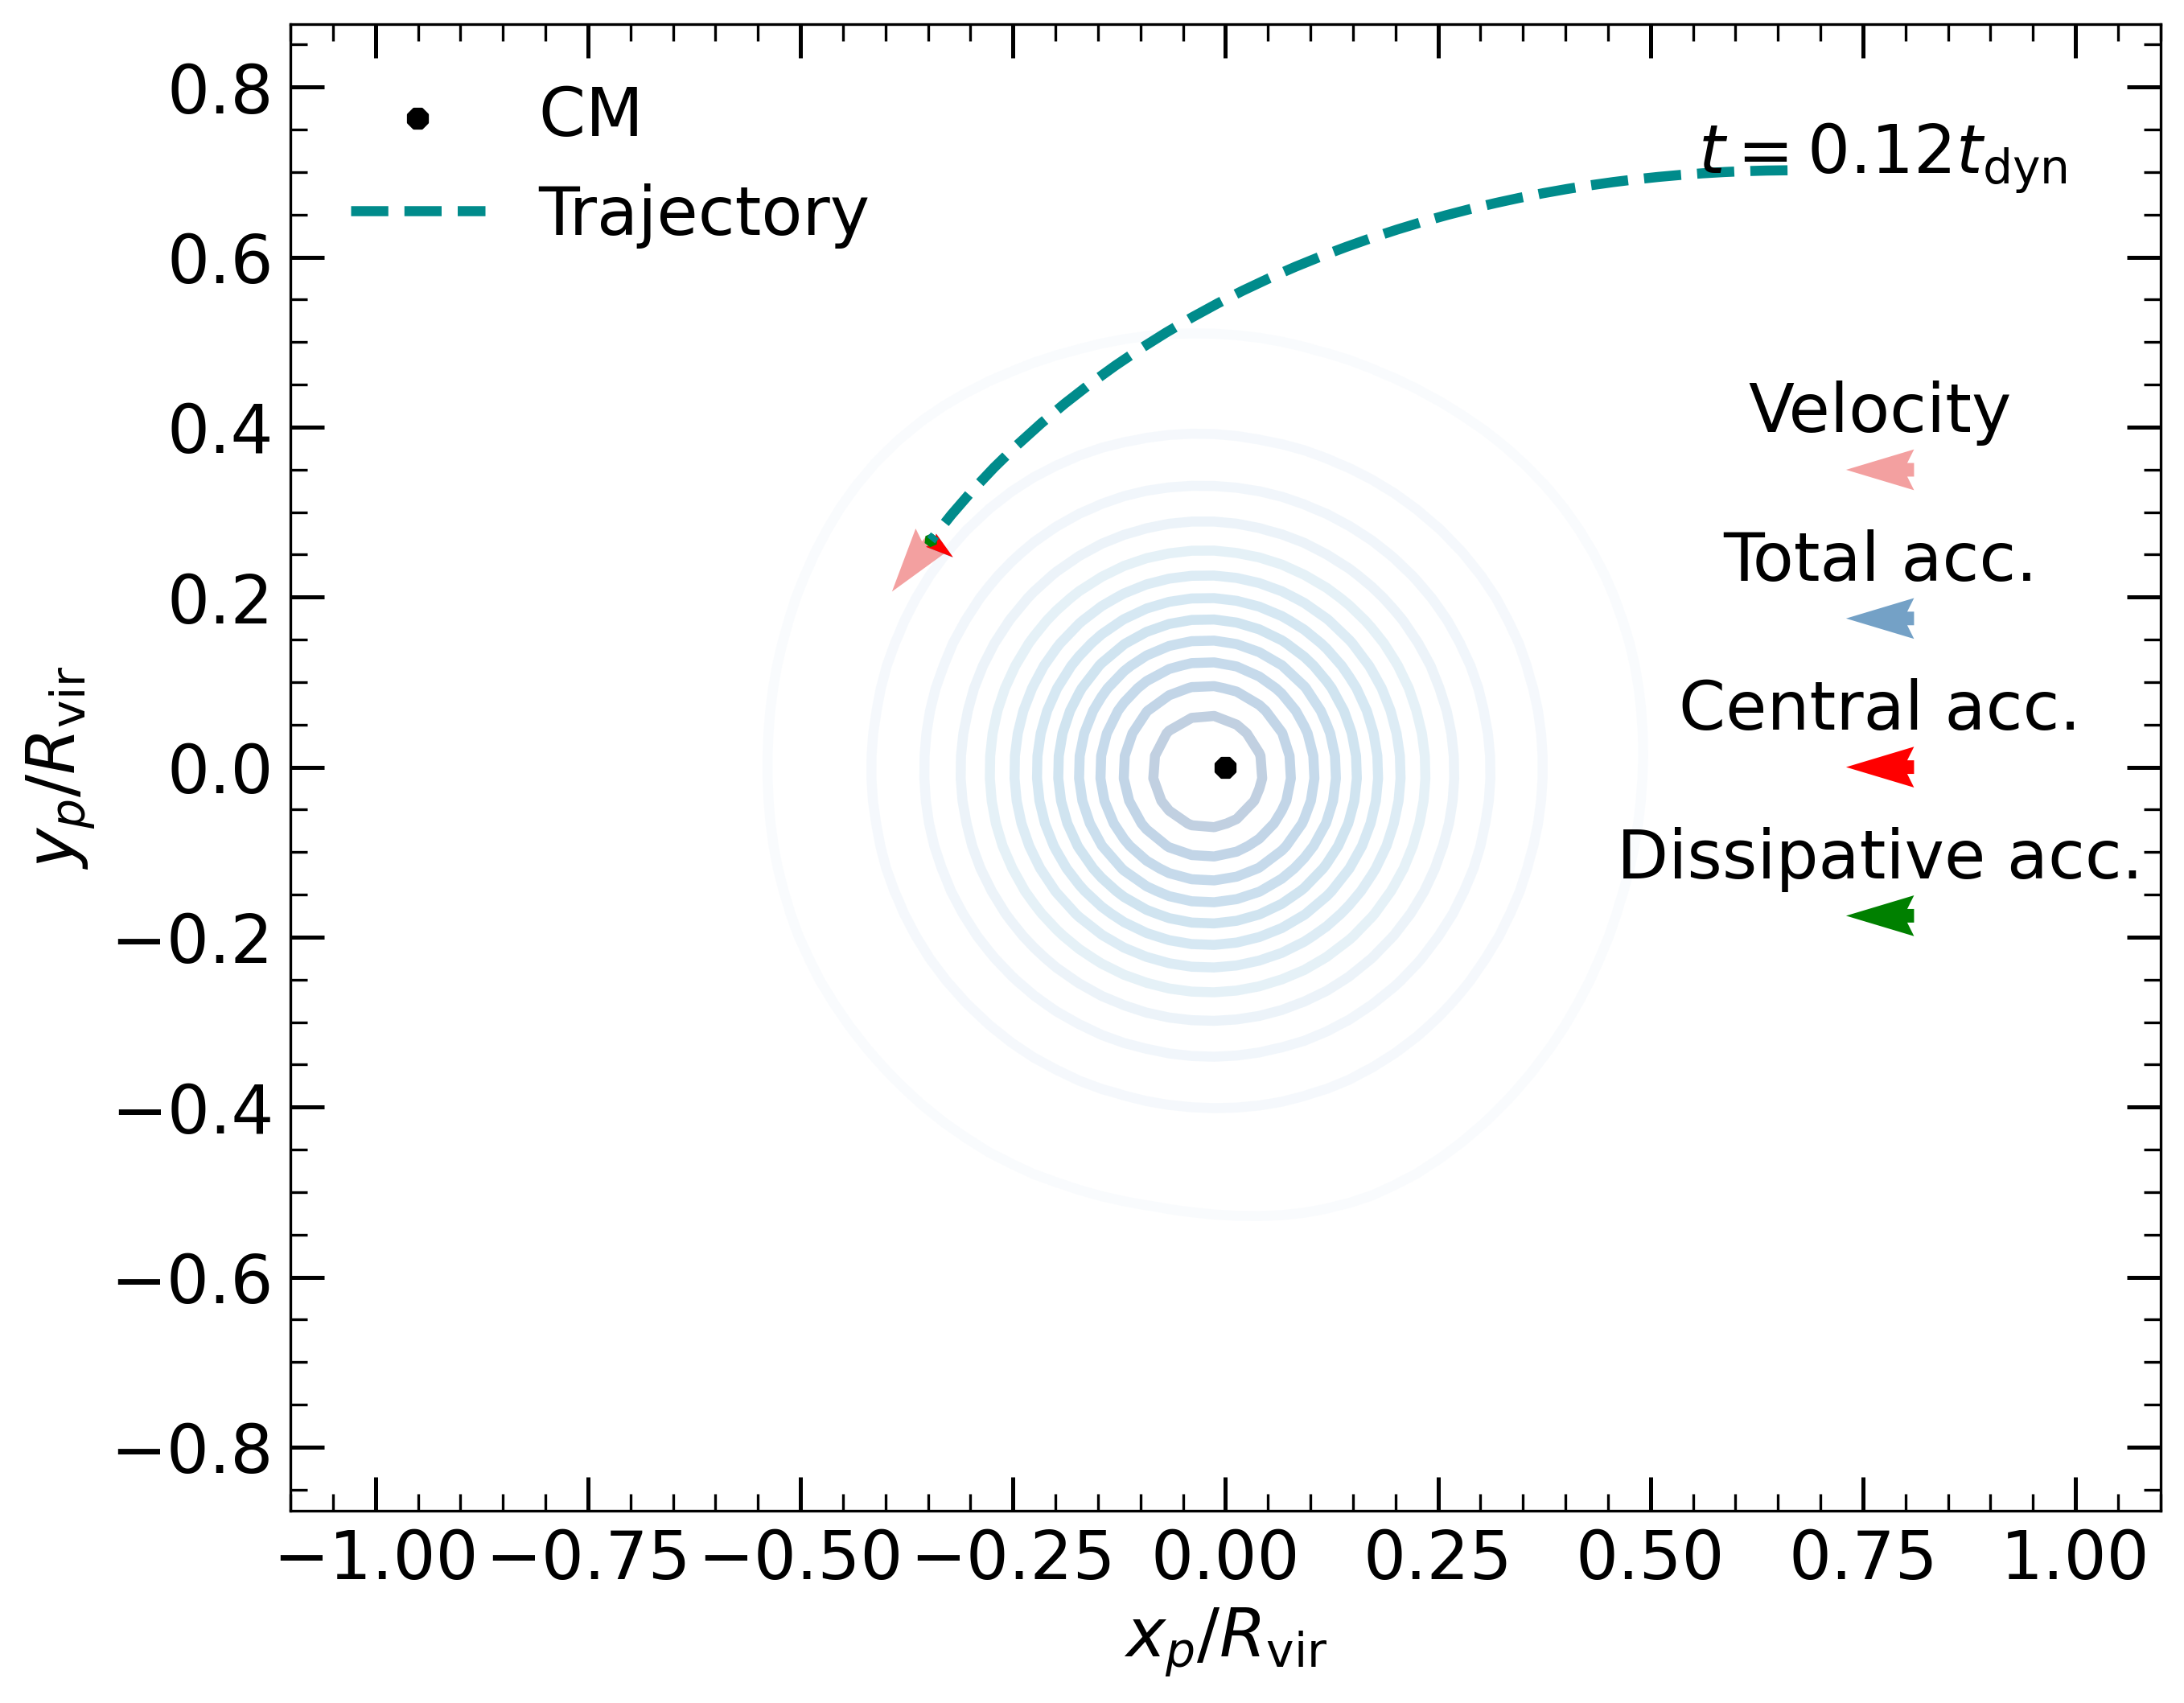 CM
Trajectory
t = 0.12t_dyn
Velocity
Total acc.
Central acc.
Dissipative acc.
0.8
0.6
0.4
0.2
0.0
−0.2
−0.4
−0.6
−0.8
y_p/R_vir
−1.00 −0.75 −0.50 −0.25 0.00 0.25 0.50 0.75 1.00
x_p/R_vir